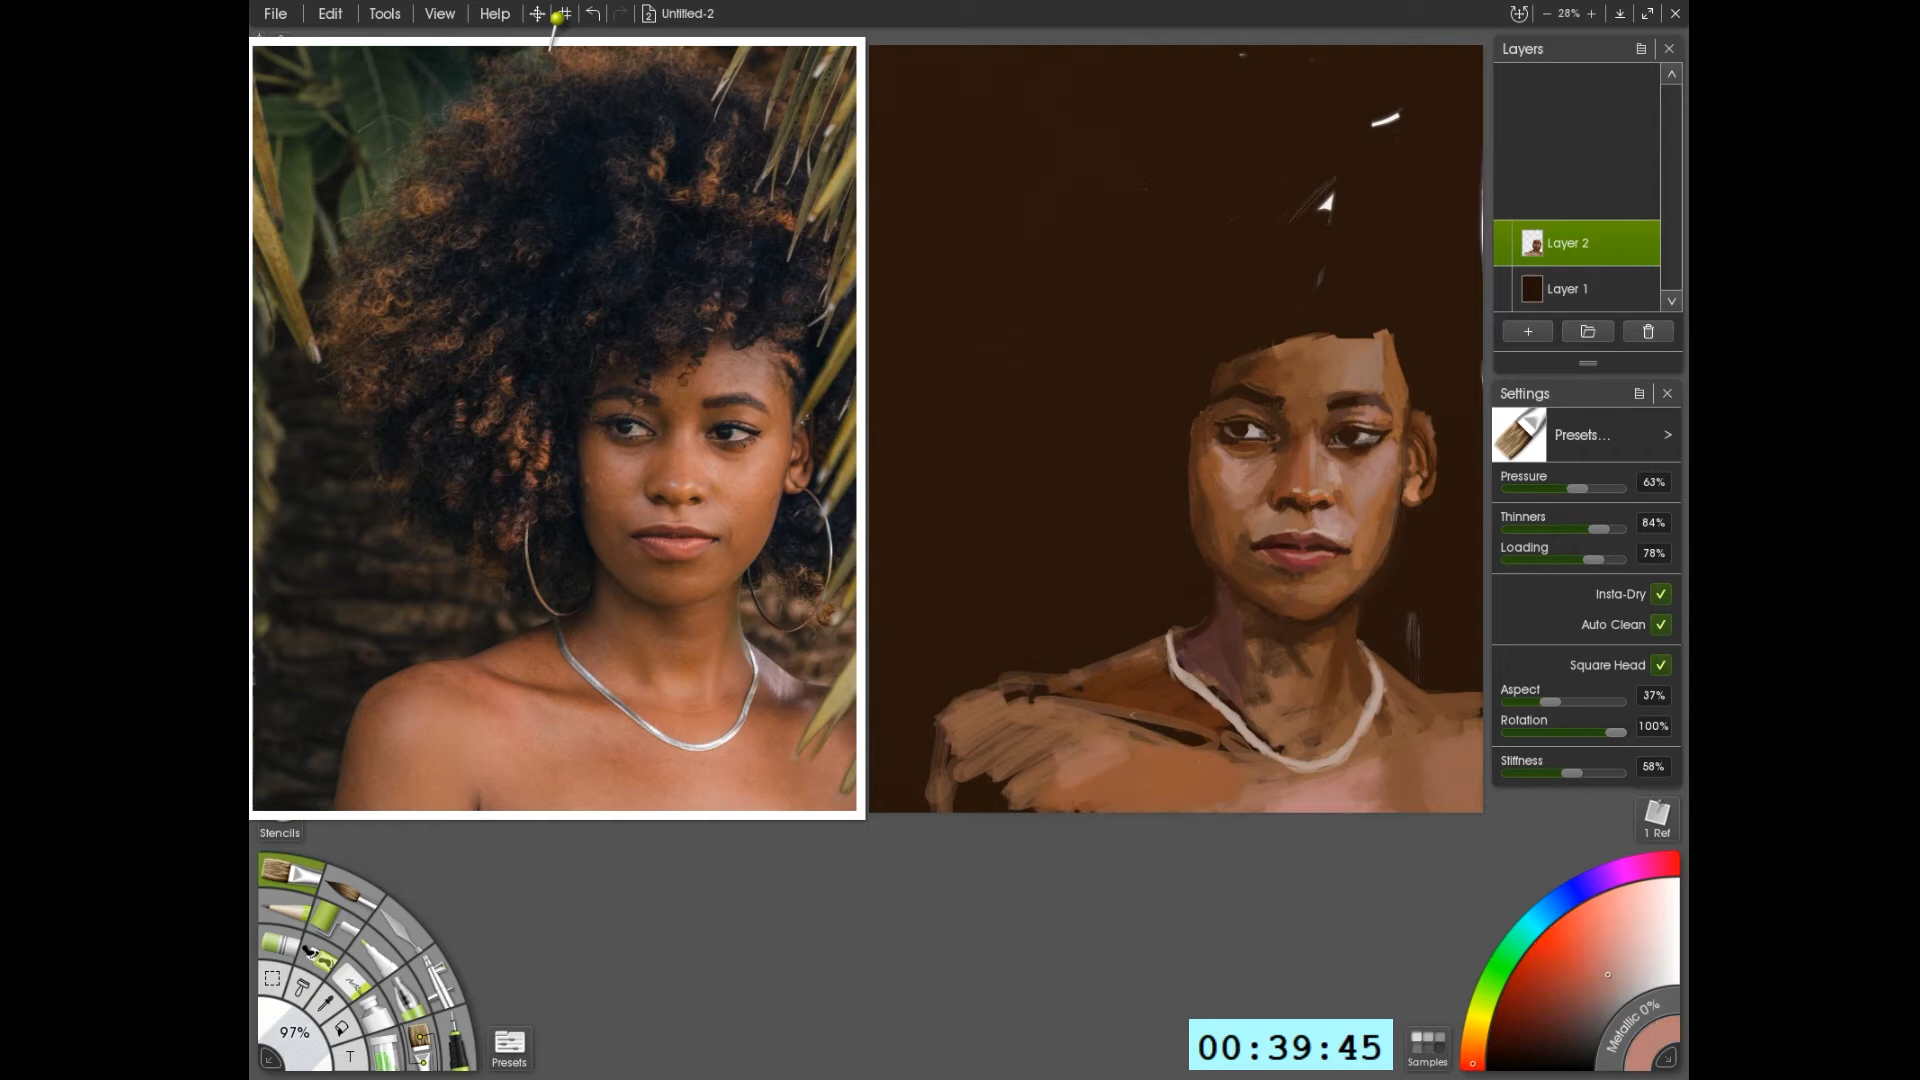 File Edit Tools View Help Untitled-2 28%
Layers
Layer 2
Layer 1
Settings
Presets...
Pressure 63%
Thinners 84%
Loading 78%
Insta-Dry
Auto Clean
Square Head
Aspect 37%
Rotation 100%
Stiffness 58%
Stencils
1 Ref
97%
T
Presets
00:39:45
Samples
Metallic 0%